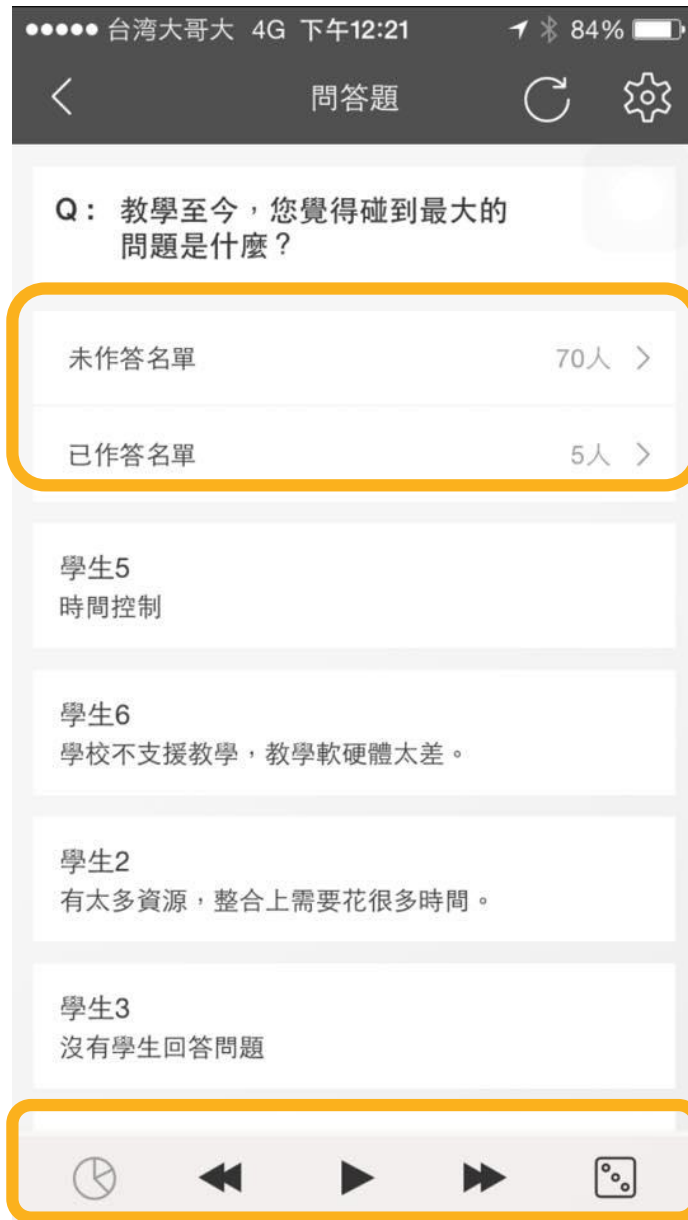 台湾大哥大 4G 下午12:21 84%
問答題
Q： 教學至今，您覺得碰到最大的
問題是什麼？
未作答名單 70人
已作答名單 5人
學生5
時間控制
學生6
學校不支援教學，教學軟硬體太差。
學生2
有太多資源，整合上需要花很多時間。
學生3
沒有學生回答問題